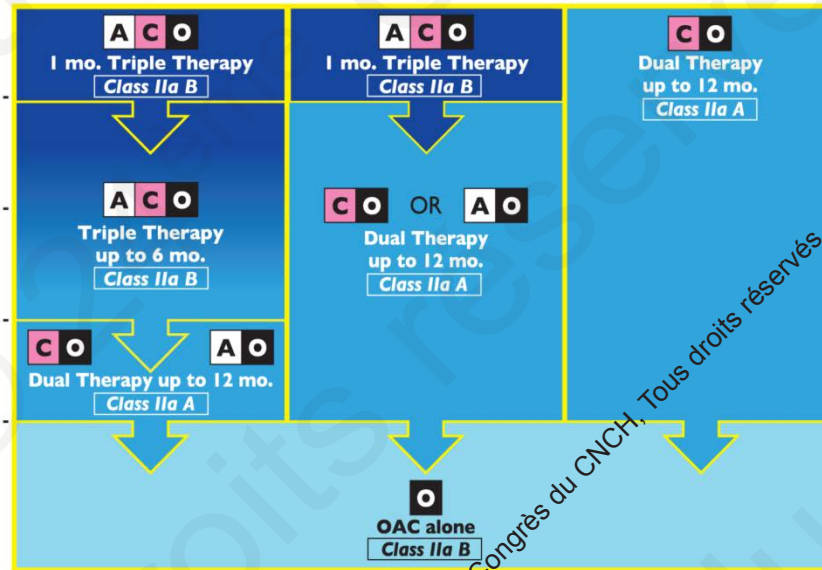 A C O
1 mo. Triple Therapy
Class IIa B
A C O
Triple Therapy
up to 6 mo.
Class IIa B
C O
A O
Dual Therapy up to 12 mo.
Class IIa A
A C O
1 mo. Triple Therapy
Class IIa B
C O OR A O
Dual Therapy
up to 12 mo.
Class IIa A
C O
Dual Therapy
up to 12 mo.
Class IIa A
O
OAC alone
Class IIa B
Congrès du CNCH, Tous droits réservés